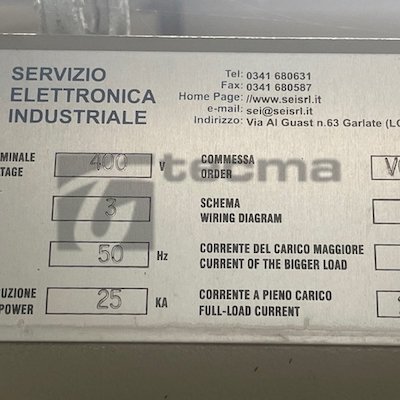 SERVIZIO
ELETTRONICA
INDUSTRIALE
Tel: 0341 680631
Fax: 0341 680587
Home Page: //www.seisrl.it
e-mail: sei@seisrl.it
Indirizzo: Via Al Guast n.63 Garlate (LC
tecma
MINALE 400 V
TAGE
COMMESSA
ORDER
3
SCHEMA
WIRING DIAGRAM
50 Hz
CORRENTE DEL CARICO MAGGIORE
CURRENT OF THE BIGGER LOAD
UZIONE 25 KA
POWER
CORRENTE A PIENO CARICO
FULL-LOAD CURRENT